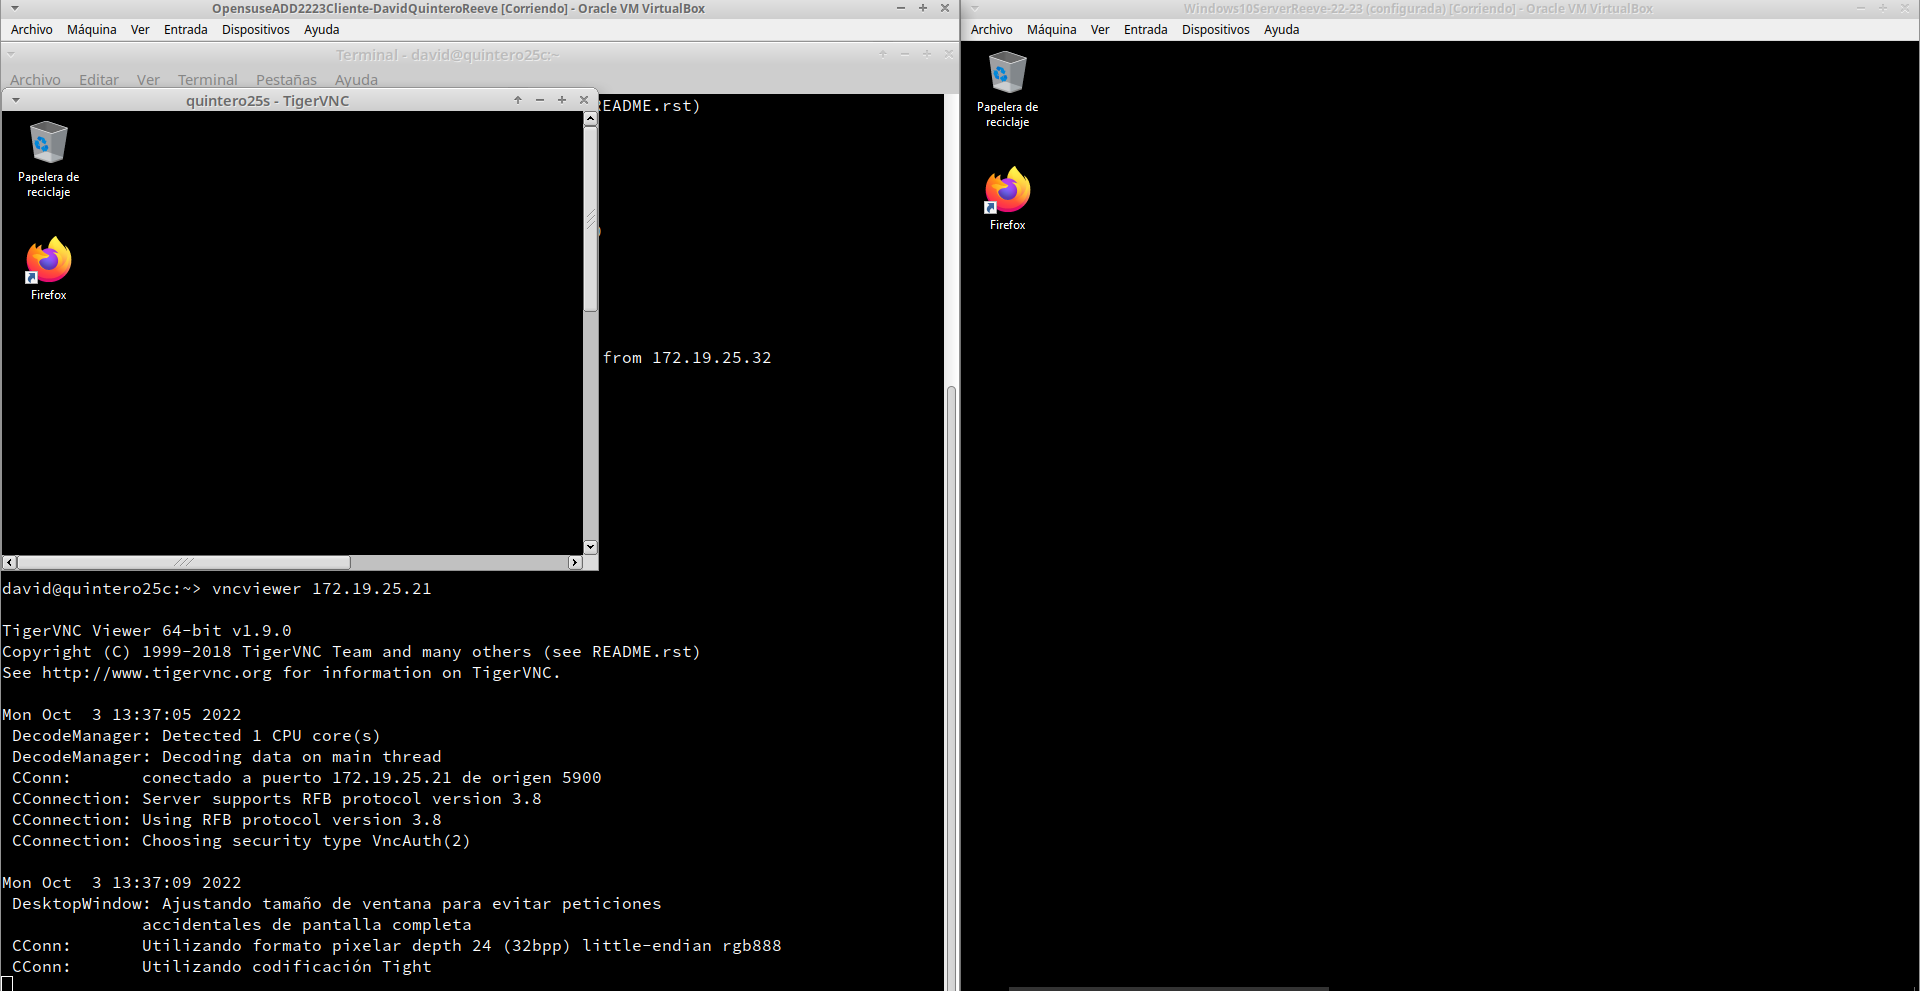 OpensuseADD2223Cliente-DavidQuinteroReeve [Corriendo] - Oracle VM VirtualBox
Archivo Máquina Ver Entrada Dispositivos Ayuda
Terminal - david@quintero25c:~
Archivo Editar Ver Terminal Pestañas Ayuda
quintero25s - TigerVNC
README.rst)
Papelera de
reciclaje
Firefox
from 172.19.25.32
david@quintero25c:~> vncviewer 172.19.25.21
TigerVNC Viewer 64-bit v1.9.0
Copyright (C) 1999-2018 TigerVNC Team and many others (see README.rst)
See http://www.tigervnc.org for information on TigerVNC.
Mon Oct  3 13:37:05 2022
DecodeManager: Detected 1 CPU core(s)
DecodeManager: Decoding data on main thread
CConn:       conectado a puerto 172.19.25.21 de origen 5900
CConnection: Server supports RFB protocol version 3.8
CConnection: Using RFB protocol version 3.8
CConnection: Choosing security type VncAuth(2)
Mon Oct  3 13:37:09 2022
DesktopWindow: Ajustando tamaño de ventana para evitar peticiones
accidentales de pantalla completa
CConn:       Utilizando formato pixelar depth 24 (32bpp) little-endian rgb888
CConn:       Utilizando codificación Tight
Windows10ServerReeve-22-23 (configurada) [Corriendo] - Oracle VM VirtualBox
Archivo Máquina Ver Entrada Dispositivos Ayuda
Papelera de
reciclaje
Firefox